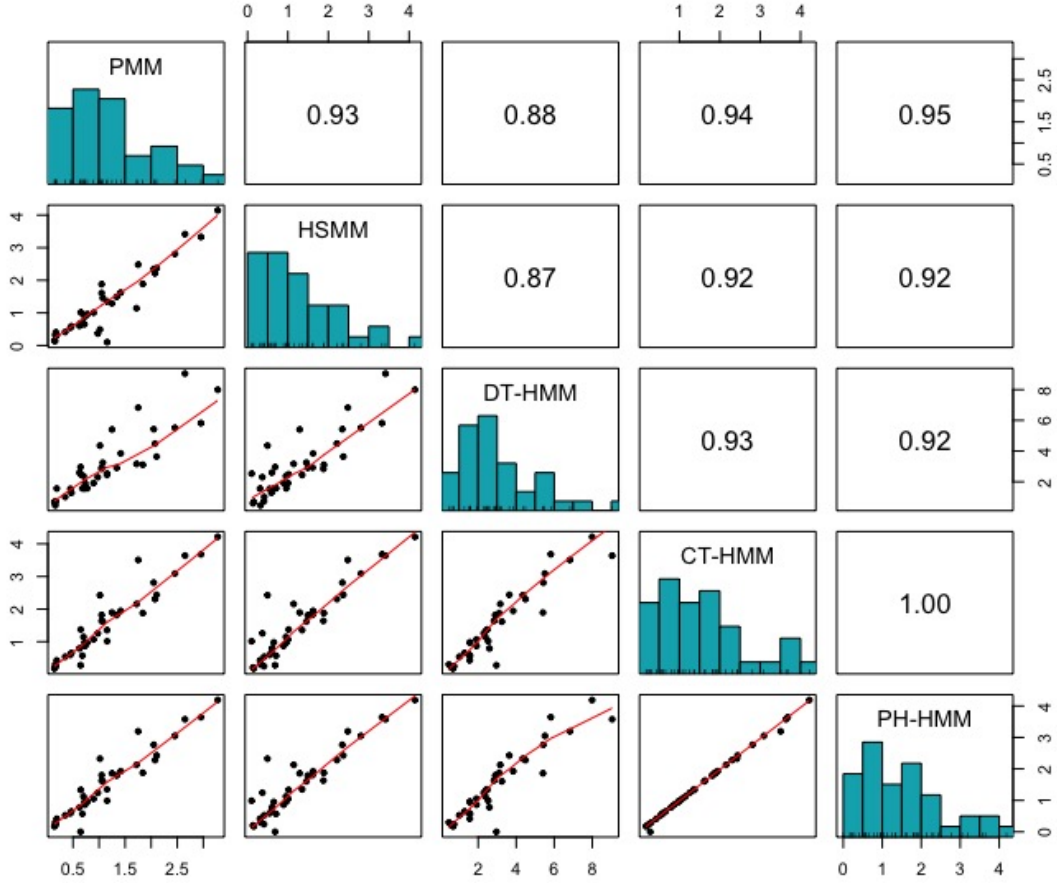 0 1 2 3 4 1 2 3 4
PMM 0.93 0.88 0.94 0.95 0.5 1.5 2.5
0 1 2 3 4 HSMM 0.87 0.92 0.92
DT-HMM 0.93 0.92 2 4 6 8
1 2 3 4 CT-HMM 1.00
PH-HMM 0 1 2 3 4
0.5 1.5 2.5 2 4 6 8 0 1 2 3 4